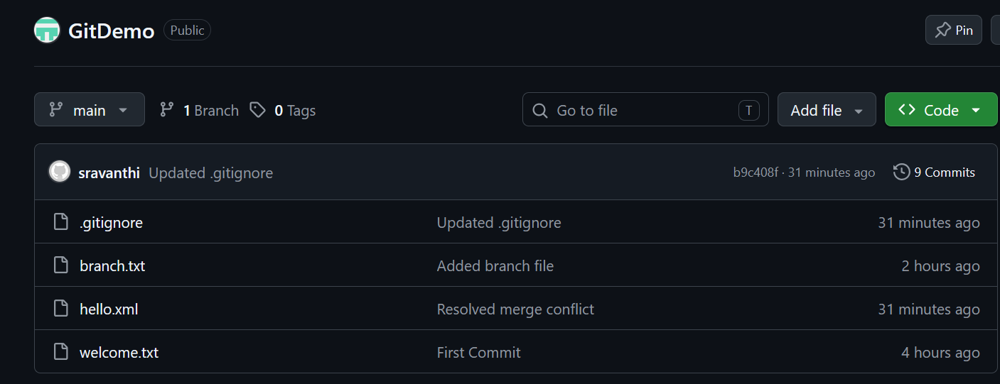 GitDemo Public Pin
main 1 Branch 0 Tags Go to file T Add file Code
sravanthi Updated .gitignore b9c408f · 31 minutes ago 9 Commits
.gitignore Updated .gitignore 31 minutes ago
branch.txt Added branch file 2 hours ago
hello.xml Resolved merge conflict 31 minutes ago
welcome.txt First Commit 4 hours ago